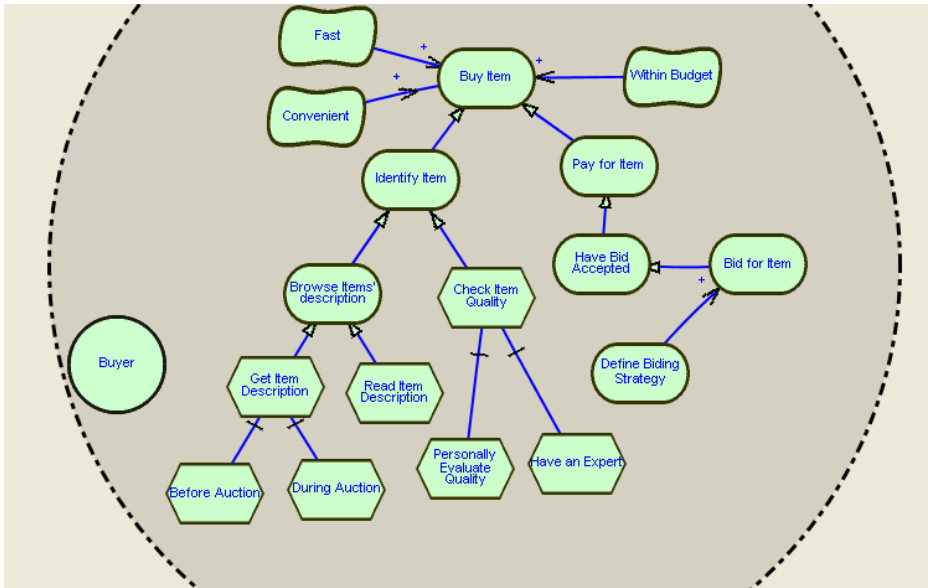 Fast
+
+
+
Buy Item
Within Budget
Convenient
Identify Item
Pay for Item
Have Bid
Accepted
Bid for Item
+
Browse Items'
description
Check Item
Quality
Buyer
Get Item
Description
Read Item
Description
Define Biding
Strategy
Personally
Evaluate
Quality
Have an Expert
Before Auction
During Auction